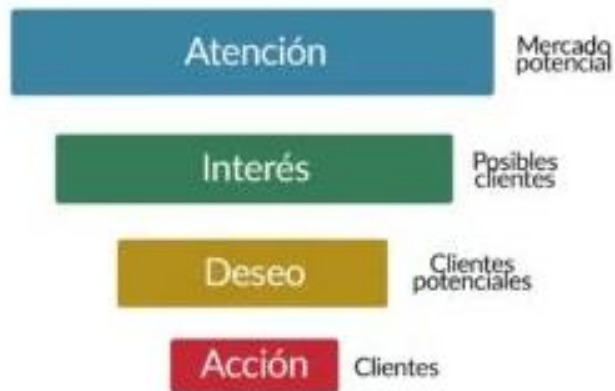 Atención
Mercado
potencial
Interés
Posibles
clientes
Deseo
Clientes
potenciales
Acción
Clientes